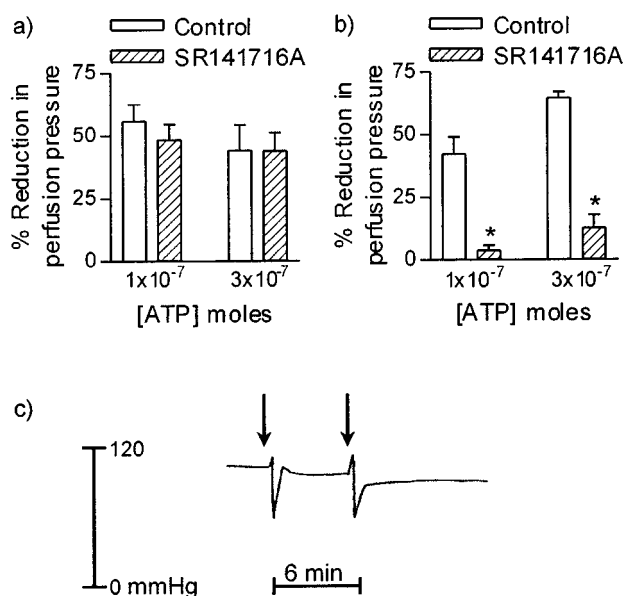 a)
Control
SR141716A
% Reduction in
perfusion pressure
75
50
25
0
1x10⁻⁷
3x10⁻⁷
[ATP] moles
b)
Control
SR141716A
% Reduction in
perfusion pressure
75
50
25
0
*
*
1x10⁻⁷
3x10⁻⁷
[ATP] moles
c)
120
0 mmHg
6 min